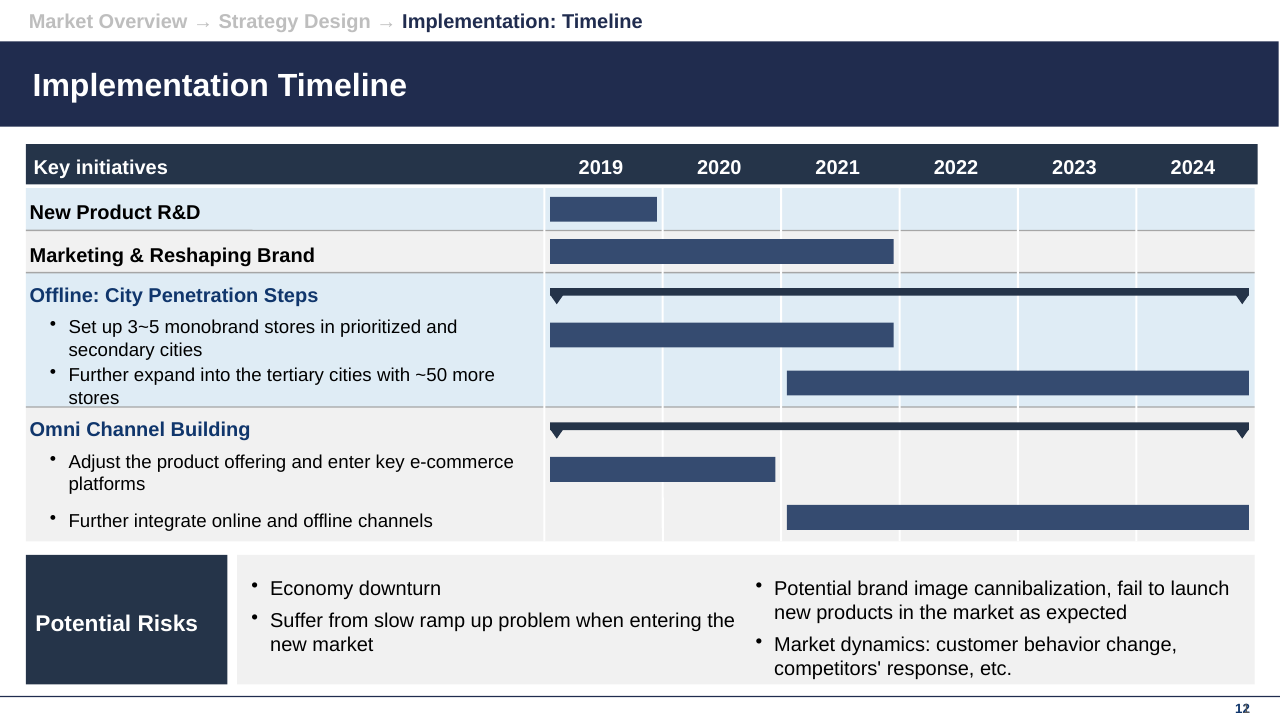 Market Overview → Strategy Design → Implementation: Timeline
Implementation Timeline
Key initiatives 2019 2020 2021 2022 2023 2024
New Product R&D
Marketing & Reshaping Brand
Offline: City Penetration Steps
• Set up 3~5 monobrand stores in prioritized and
secondary cities
• Further expand into the tertiary cities with ~50 more
stores
Omni Channel Building
• Adjust the product offering and enter key e-commerce
platforms
• Further integrate online and offline channels
Potential Risks
• Economy downturn
• Suffer from slow ramp up problem when entering the
new market
• Potential brand image cannibalization, fail to launch
new products in the market as expected
• Market dynamics: customer behavior change,
competitors' response, etc.